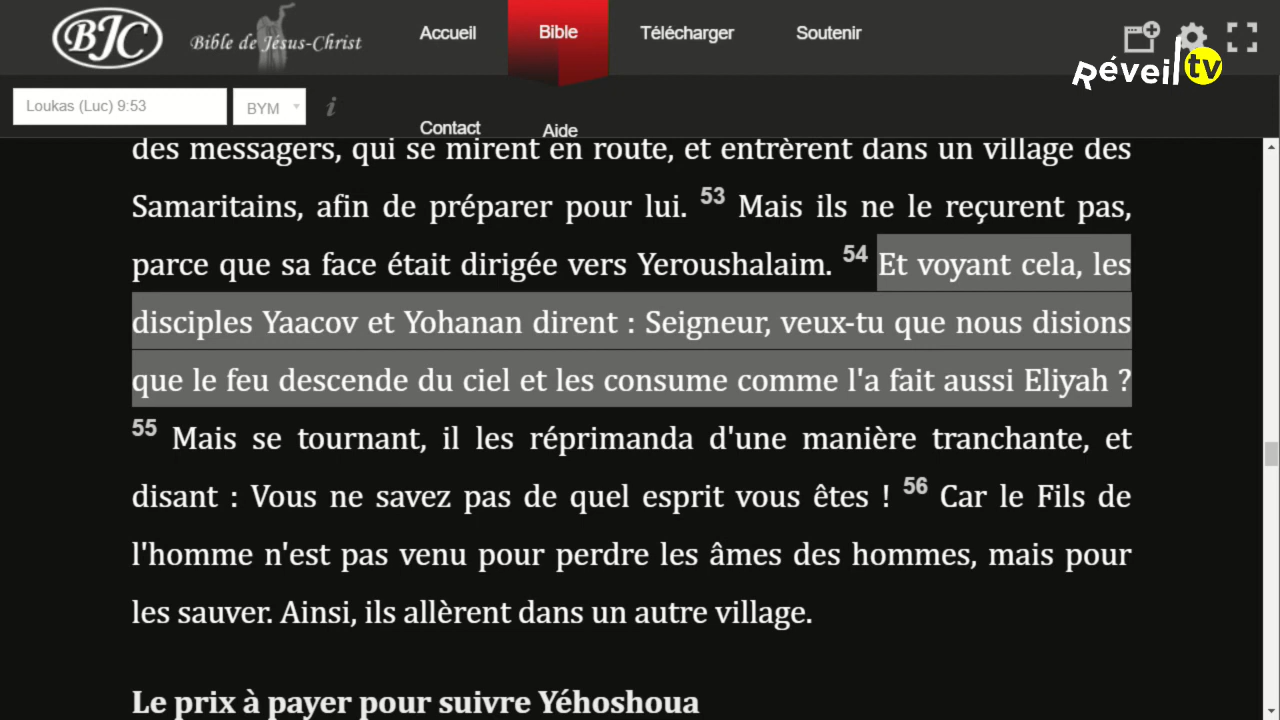 BJC
Bible de Jésus-Christ
Accueil
Bible
Télécharger
Soutenir
Réveil tv
Loukas (Luc) 9:53
BYM
i
Contact
Aide
des messagers, qui se mirent en route, et entrèrent dans un village des
Samaritains, afin de préparer pour lui. 53 Mais ils ne le reçurent pas,
parce que sa face était dirigée vers Yeroushalaim. 54 Et voyant cela, les
disciples Yaacov et Yohanan dirent : Seigneur, veux-tu que nous disions
que le feu descende du ciel et les consume comme l'a fait aussi Eliyah ?
55 Mais se tournant, il les réprimanda d'une manière tranchante, et
disant : Vous ne savez pas de quel esprit vous êtes ! 56 Car le Fils de
l'homme n'est pas venu pour perdre les âmes des hommes, mais pour
les sauver. Ainsi, ils allèrent dans un autre village.
Le prix à payer pour suivre Yéhoshoua